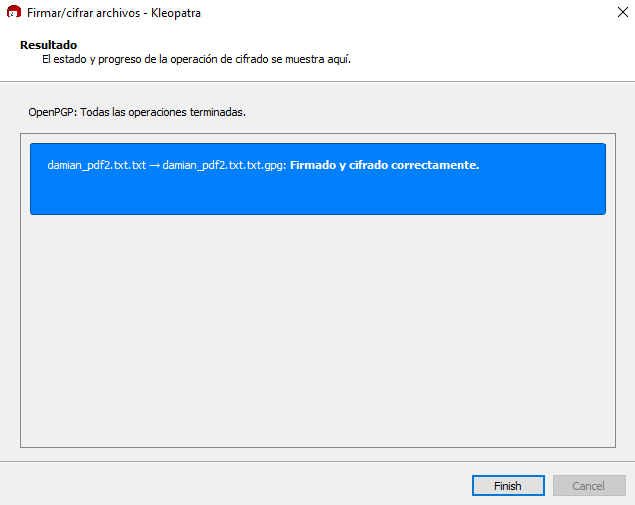 Firmar/cifrar archivos - Kleopatra
Resultado
El estado y progreso de la operación de cifrado se muestra aquí.
OpenPGP: Todas las operaciones terminadas.
damian_pdf2.txt.txt → damian_pdf2.txt.txt.gpg: Firmado y cifrado correctamente.
Finish Cancel